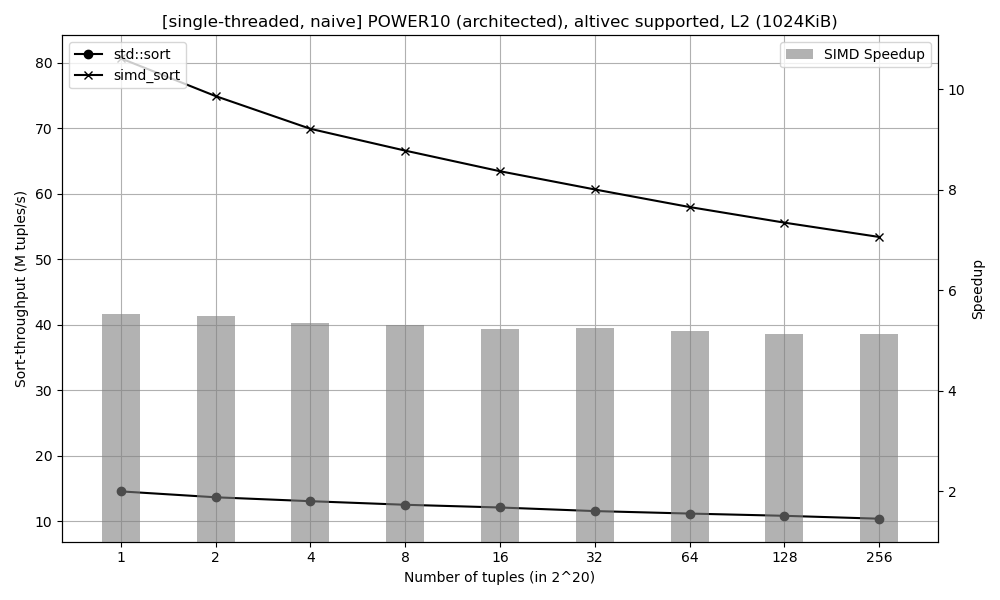 [single-threaded, naive] POWER10 (architected), altivec supported, L2 (1024KiB)
std::sort
simd_sort
SIMD Speedup
Sort-throughput (M tuples/s)
80
70
60
50
40
30
20
10
10
8
6
4
2
Speedup
1 2 4 8 16 32 64 128 256
Number of tuples (in 2^20)